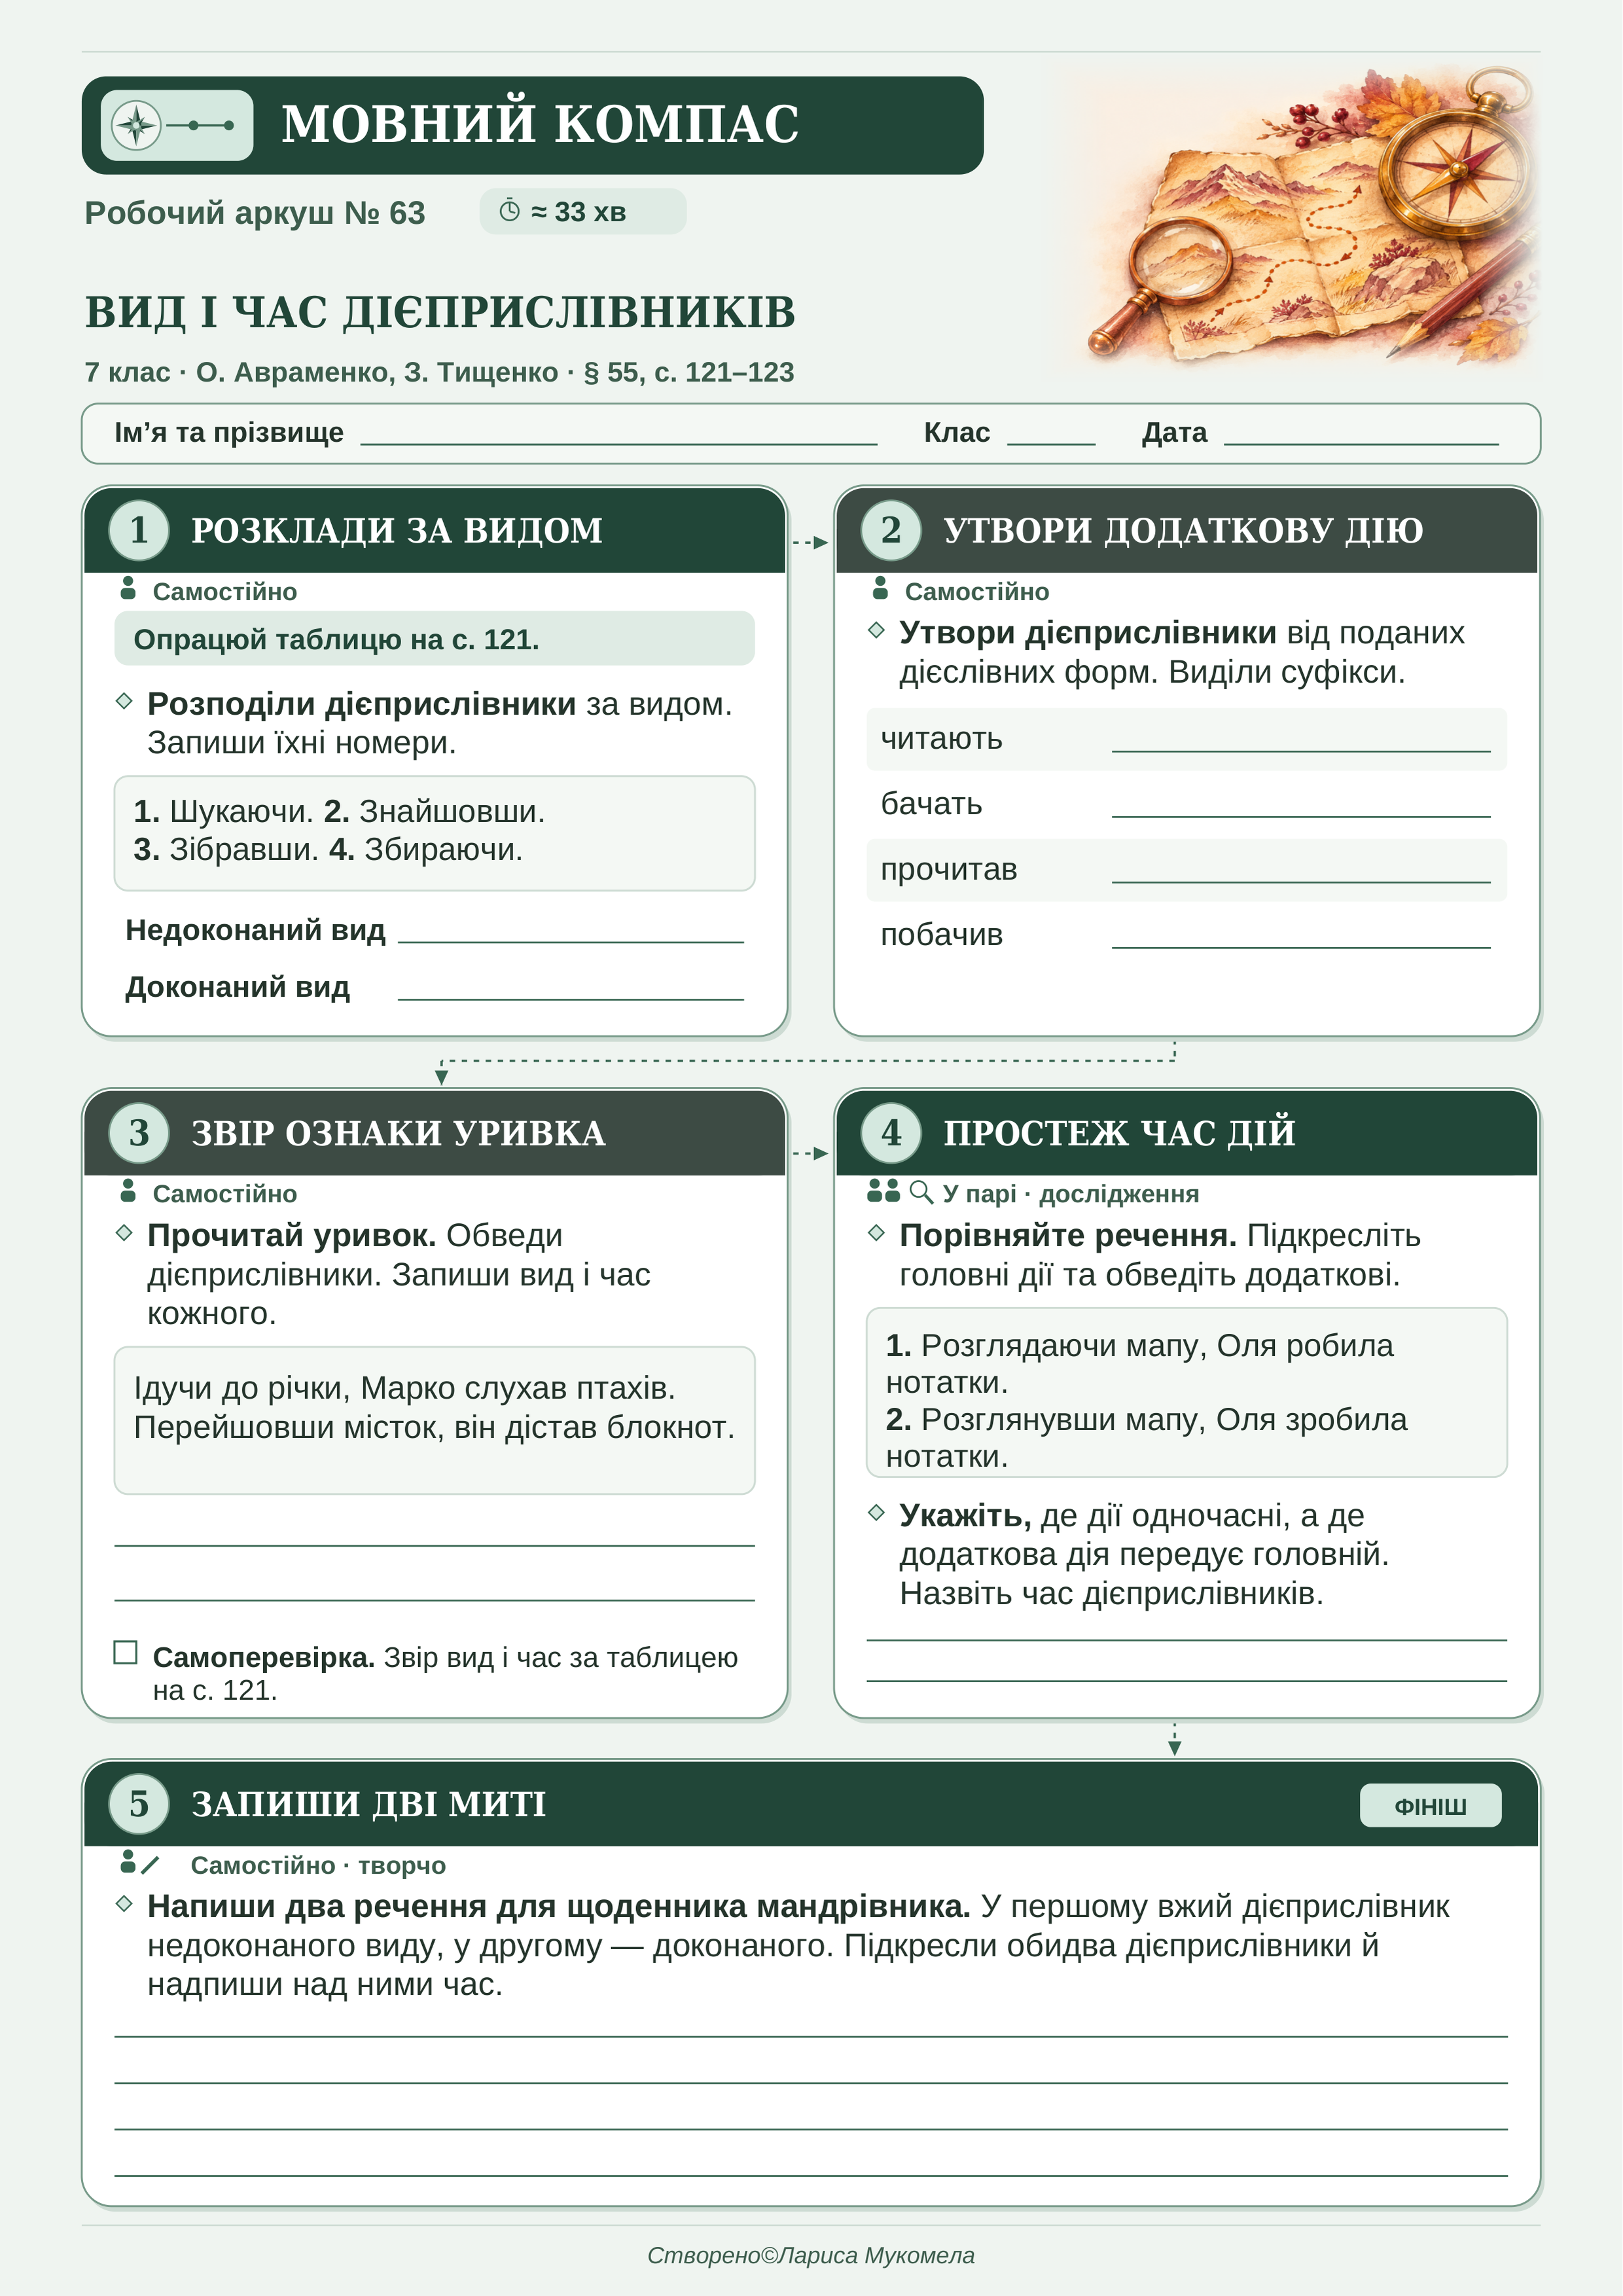 МОВНИЙ КОМПАС
Робочий аркуш № 63
≈ 33 хв
ВИД І ЧАС ДІЄПРИСЛІВНИКІВ
7 клас · О. Авраменко, З. Тищенко · § 55, с. 121–123
Ім’я та прізвище
Клас
Дата
1 РОЗКЛАДИ ЗА ВИДОМ
Самостійно
Опрацюй таблицю на с. 121.
Розподіли дієприслівники за видом.
Запиши їхні номери.
1. Шукаючи. 2. Знайшовши.
3. Зібравши. 4. Збираючи.
Недоконаний вид
Доконаний вид
2 УТВОРИ ДОДАТКОВУ ДІЮ
Самостійно
Утвори дієприслівники від поданих
дієслівних форм. Виділи суфікси.
читають
бачать
прочитав
побачив
3 ЗВІР ОЗНАКИ УРИВКА
Самостійно
Прочитай уривок. Обведи
дієприслівники. Запиши вид і час
кожного.
Ідучи до річки, Марко слухав птахів.
Перейшовши місток, він дістав блокнот.
Самоперевірка. Звір вид і час за таблицею
на с. 121.
4 ПРОСТЕЖ ЧАС ДІЙ
У парі · дослідження
Порівняйте речення. Підкресліть
головні дії та обведіть додаткові.
1. Розглядаючи мапу, Оля робила
нотатки.
2. Розглянувши мапу, Оля зробила
нотатки.
Укажіть, де дії одночасні, а де
додаткова дія передує головній.
Назвіть час дієприслівників.
5 ЗАПИШИ ДВІ МИТІ
ФІНІШ
Самостійно · творчо
Напиши два речення для щоденника мандрівника. У першому вжий дієприслівник
недоконаного виду, у другому — доконаного. Підкресли обидва дієприслівники й
надпиши над ними час.
Створено©Лариса Мукомела